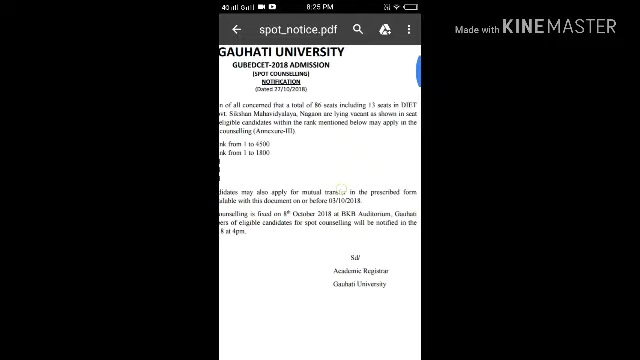 4G 8:25 PM
spot_notice.pdf
Made with KINEMASTER
GAUHATI UNIVERSITY
GUBEDCET-2018 ADMISSION
(SPOT COUNSELLING)
NOTIFICATION
(Dated 27/10/2018)
n of all concerned that a total of 86 seats including 13 seats in DIET
vt. Sikshan Mahavidyalaya, Nagaon are lying vacant as shown in seat
eligible candidates within the rank mentioned below may apply in the
counselling (Annexure-III).
nk from 1 to 4500
nk from 1 to 1800
didates may also apply for mutual transfer in the prescribed form
ailable with this document on or before 03/10/2018.
ounselling is fixed on 8th October 2018 at BKB Auditorium, Gauhati
bers of eligible candidates for spot counselling will be notified in the
8 at 4pm.
Sd/
Academic Registrar
Gauhati University